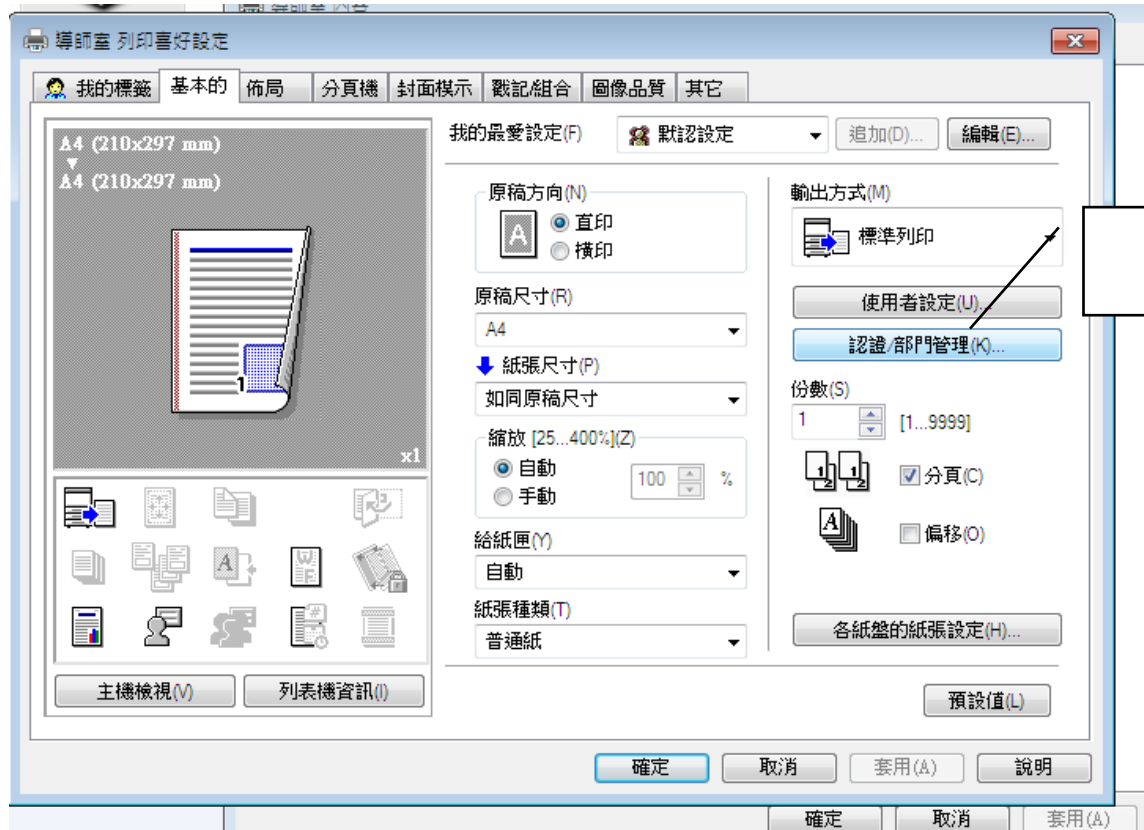 導師室 內容
導師室 列印喜好設定
我的標籤 基本的 佈局 分頁機 封面模示 戳記/組合 圖像品質 其它
A4 (210x297 mm)
A4 (210x297 mm)
1
x1
主機檢視(V) 列表機資訊(I)
我的最愛設定(F) 默認設定 追加(D)... 編輯(E)...
原稿方向(N)
A
直印
橫印
原稿尺寸(R)
A4
紙張尺寸(P)
如同原稿尺寸
縮放 [25...400%](Z)
自動
手動
100 %
給紙匣(Y)
自動
紙張種類(T)
普通紙
輸出方式(M)
標準列印
使用者設定(U)...
認證/部門管理(K)...
份數(S)
1 [1...9999]
分頁(C)
偏移(O)
各紙盤的紙張設定(H)...
預設值(L)
確定 取消 套用(A) 說明
確定 取消 套用(A)